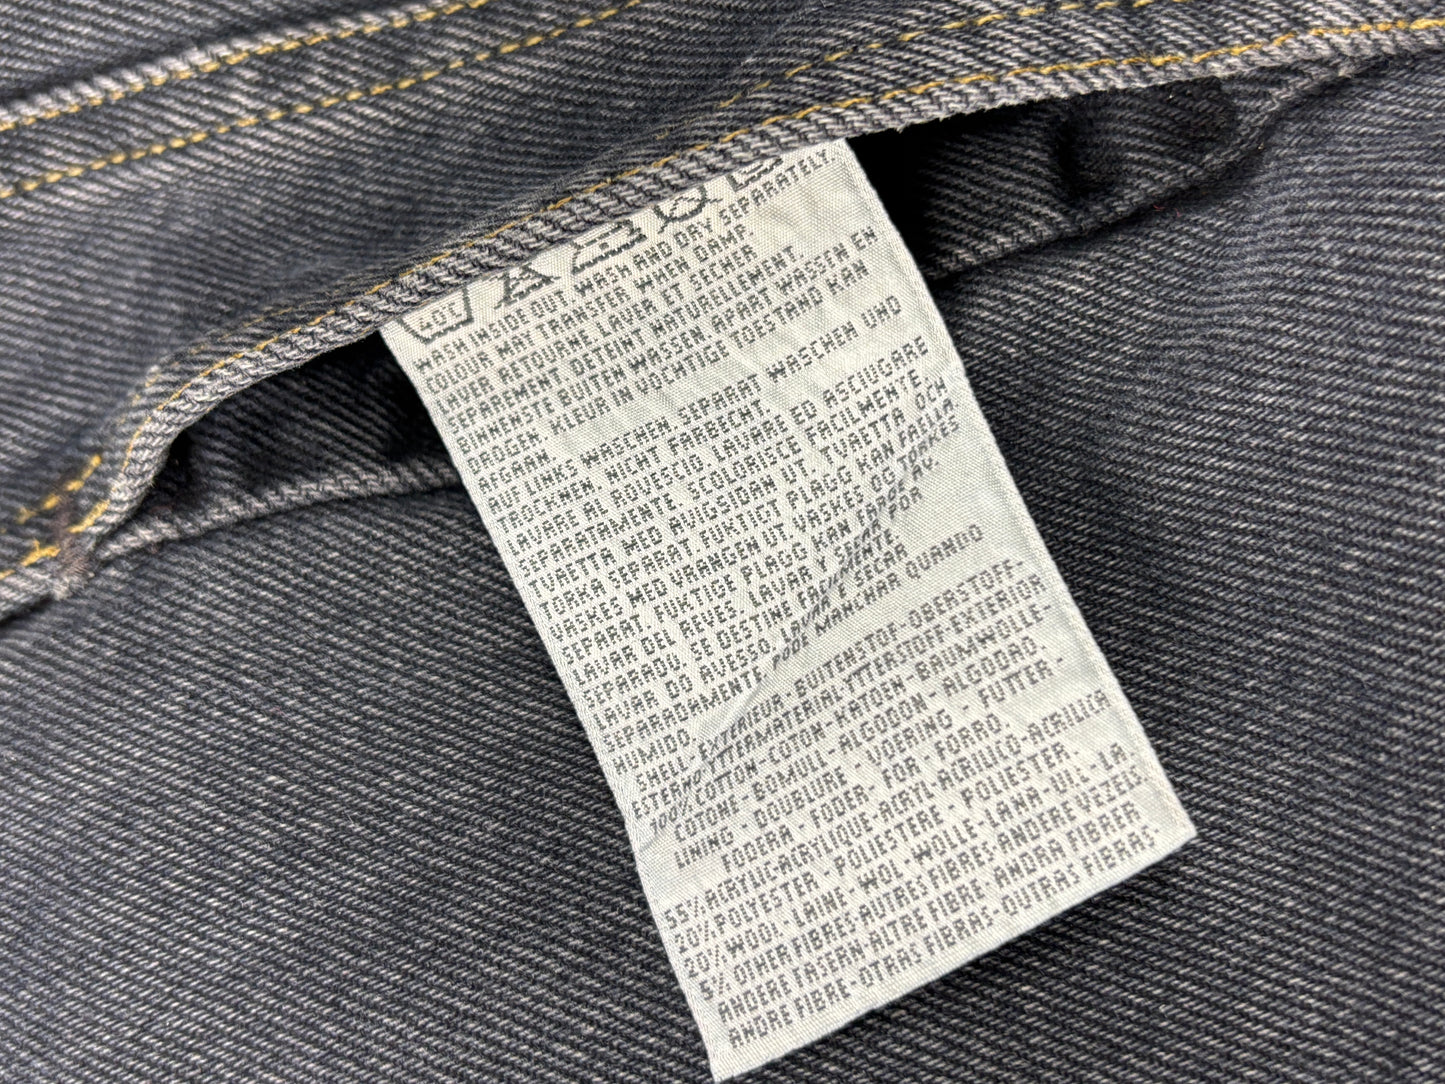 40
WASH INSIDE OUT. WASH AND DRY SEPARATELY.
COLOUR MAY TRANSFER WHEN DAMP.
LAVER, RETOURNE. LAVER ET SECHER
SEPAREMENT. DETEINT NATURELLEMENT.
BINNENSTE BUITEN WASSEN. APART WASSEN EN
DROGEN. KLEUR IN VOCHTIGE TOESTAND KAN
AFGAAN.
AUF LINKS WASCHEN. SEPARAT WASCHEN UND
TROCKNEN. NICHT FARBECHT.
LAVARE AL ROVESCIO. LAVARE ED ASCIUGARE
SEPARATAMENTE. SCOLORISCE FACILMENTE.
TVAETTA MED AVIGSIDAN UT. TVAETTA OCH
TORKA SEPARAT. FUKTIGT PLAGG KAN FAELLA.
VASKES MED VRANGEN UT. VASKES OG TORKES
SEPARAT. FUKTIGE PLAGG KAN FARGE AV.
LAVAR DEL REVES. LAVAR Y SECAR POR
SEPARADO. SE DESTINE FACILMENTE.
LAVAR DO AVESSO. LAVAR E SECAR
SEPARADAMENTE. PODE MANCHAR QUANDO
HUMIDO.
SHELL-EXTERIEUR-BUITENSTOF-OBERSTOFF-
ESTERNO YTTERMATERIAL-YTTERSTOFF-EXTERIOR
100% COTTON-COTON-KATOEN-BAUMWOLLE-
COTONE-BOMULL-ALGODON-ALGODAO
LINING-DOUBLURE-VOERING-FUTTER-
FODERA-FODER-FOR FORRO
55% ACRYLIC-ACRYLIQUE-ACRYL-ACRILICO-ACRILICA
20% POLYESTER-POLIESTERE-POLIESTER
20% WOOL-LAINE-WOL-WOLLE-LANA-ULL-LA
5% OTHER FIBRES-AUTRES FIBRES ANDERE VEZELS
ANDERE FASERN-ALTRE FIBRE-ANDRA FIBRER
ANDRE FIBRE-OTRAS FIBRAS-OUTRAS FIBRAS